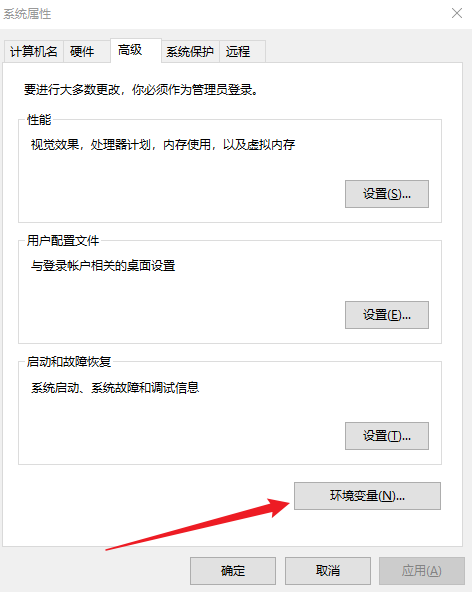 系统属性
计算机名 硬件 高级 系统保护 远程
要进行大多数更改，你必须作为管理员登录。
性能
视觉效果，处理器计划，内存使用，以及虚拟内存
设置(S)...
用户配置文件
与登录帐户相关的桌面设置
设置(E)...
启动和故障恢复
系统启动、系统故障和调试信息
设置(T)...
环境变量(N)...
确定 取消 应用(A)